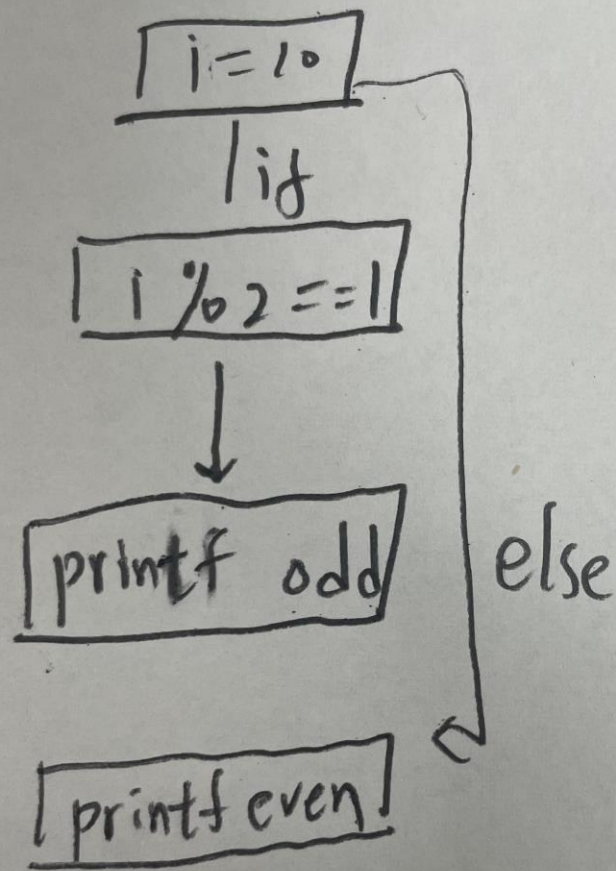 i=10
if
i%2==1
printf odd
else
printf even